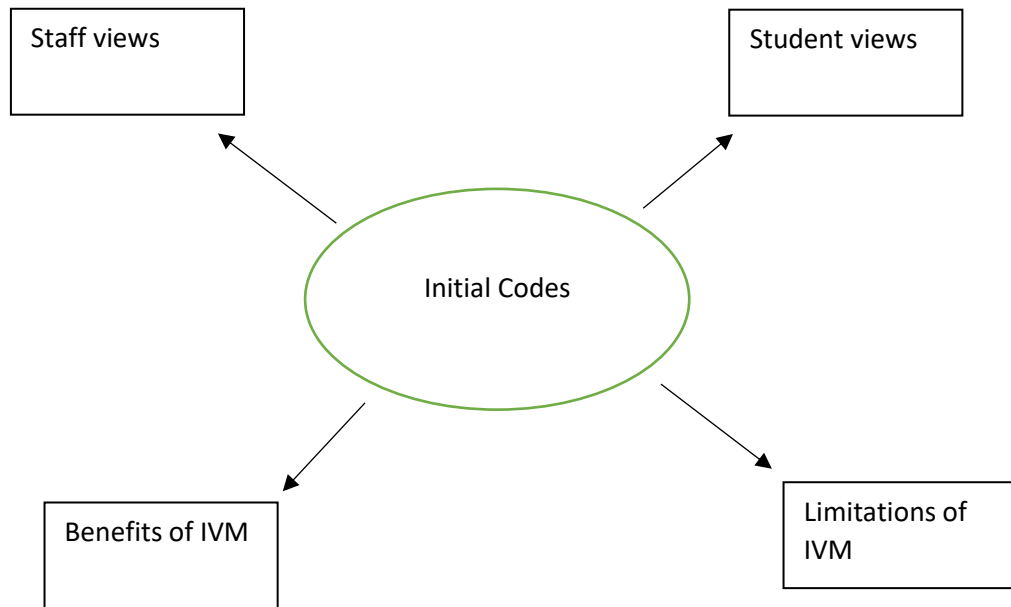 Staff views
Student views
Initial Codes
Benefits of IVM
Limitations of
IVM